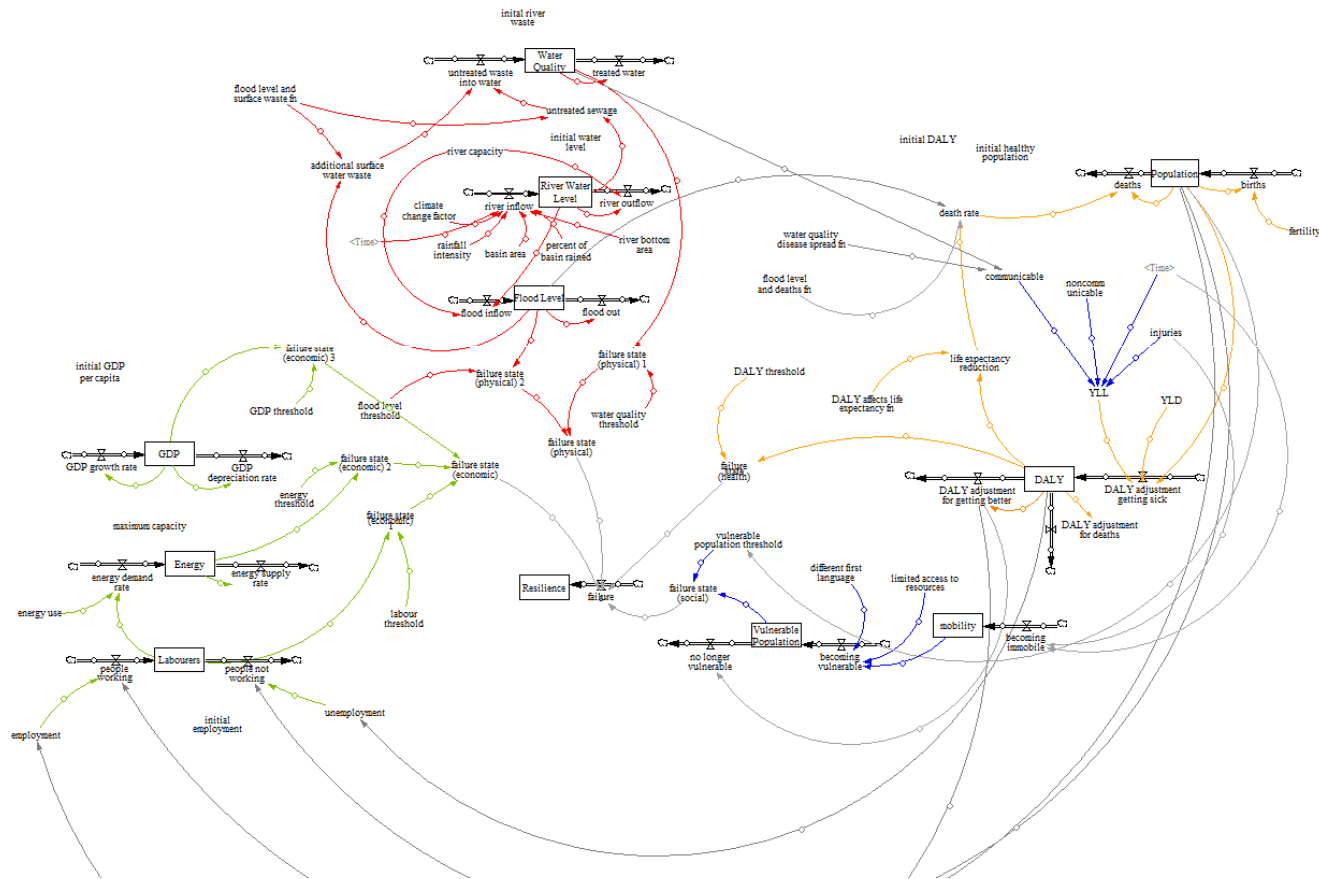 inital river
waste
Water
Quality
untreated waste
into water
treated water
flood level and
surface waste fn
untreated sewage
initial water
level
river capacity
additional surface
water waste
River Water
Level
river inflow
river outflow
climate
change factor
<Time>
rainfall
intensity
basin area
percent of
basin rained
river bottom
area
Flood Level
flood inflow
flood out
initial DALY
initial healthy
population
Population
deaths
births
fertility
death rate
water quality
disease spread fn
communicable
noncomm
unicable
<Time>
injuries
flood level
and deaths fn
life expectancy
reduction
DALY affects life
expectancy fn
YLL
YLD
DALY threshold
failure state
(economic) 3
initial GDP
per capita
GDP threshold
failure state
(physical) 2
failure state
(physical) 1
flood level
threshold
water quality
threshold
failure state
(physical)
GDP
GDP growth rate
GDP
depreciation rate
failure state
(economic) 2
failure state
(economic)
energy
threshold
failure state
(economic)
1
failure
state
(health)
DALY
DALY adjustment
for getting better
DALY adjustment
getting sick
DALY adjustment
for deaths
maximum capacity
Energy
energy demand
rate
energy supply
rate
energy use
labour
threshold
Resilience
failure
vulnerable
population threshold
failure state
(social)
different first
language
limited access to
resources
mobility
becoming
immobile
Vulnerable
Population
no longer
vulnerable
becoming
vulnerable
Labourers
people
working
people not
working
initial
employment
unemployment
employment